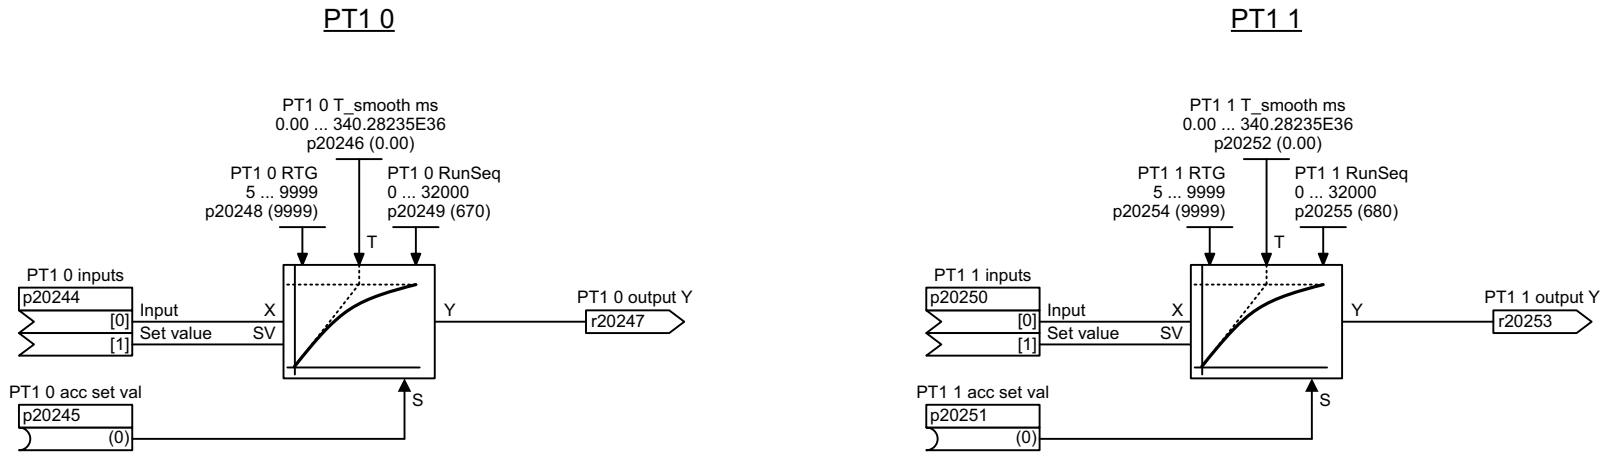 PT1 0
PT1 0 T_smooth ms
0.00 ... 340.28235E36
p20246 (0.00)
PT1 0 RTG
5 ... 9999
p20248 (9999)
PT1 0 RunSeq
0 ... 32000
p20249 (670)
T
PT1 0 inputs
p20244
[0]
Input
X
[1]
Set value
SV
Y
PT1 0 output Y
r20247
PT1 0 acc set val
p20245
(0)
S
PT1 1
PT1 1 T_smooth ms
0.00 ... 340.28235E36
p20252 (0.00)
PT1 1 RTG
5 ... 9999
p20254 (9999)
PT1 1 RunSeq
0 ... 32000
p20255 (680)
T
PT1 1 inputs
p20250
[0]
Input
X
[1]
Set value
SV
Y
PT1 1 output Y
r20253
PT1 1 acc set val
p20251
(0)
S